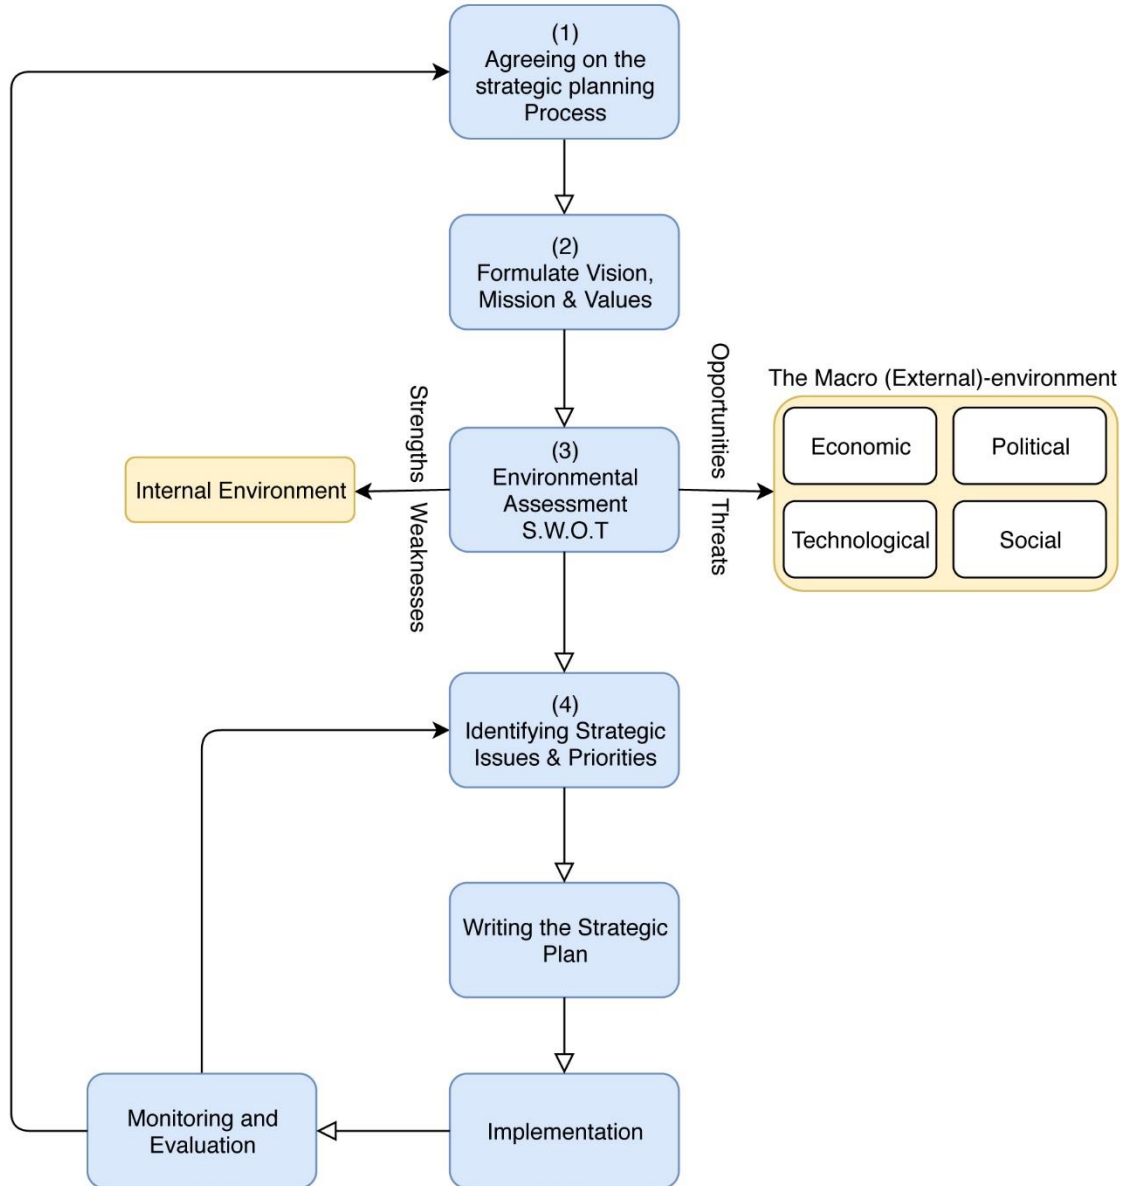 (1)
Agreeing on the
strategic planning
Process
(2)
Formulate Vision,
Mission & Values
Strengths
Weaknesses
Opportunities
Threats
The Macro (External)-environment
Economic
Political
Technological
Social
Internal Environment
(3)
Environmental
Assessment
S.W.O.T
(4)
Identifying Strategic
Issues & Priorities
Writing the Strategic
Plan
Monitoring and
Evaluation
Implementation